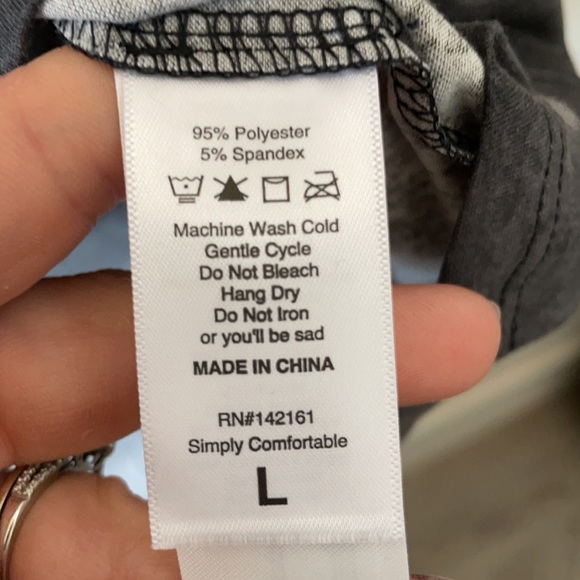 95% Polyester
5% Spandex
Machine Wash Cold
Gentle Cycle
Do Not Bleach
Hang Dry
Do Not Iron
or you'll be sad
MADE IN CHINA
RN#142161
Simply Comfortable
L